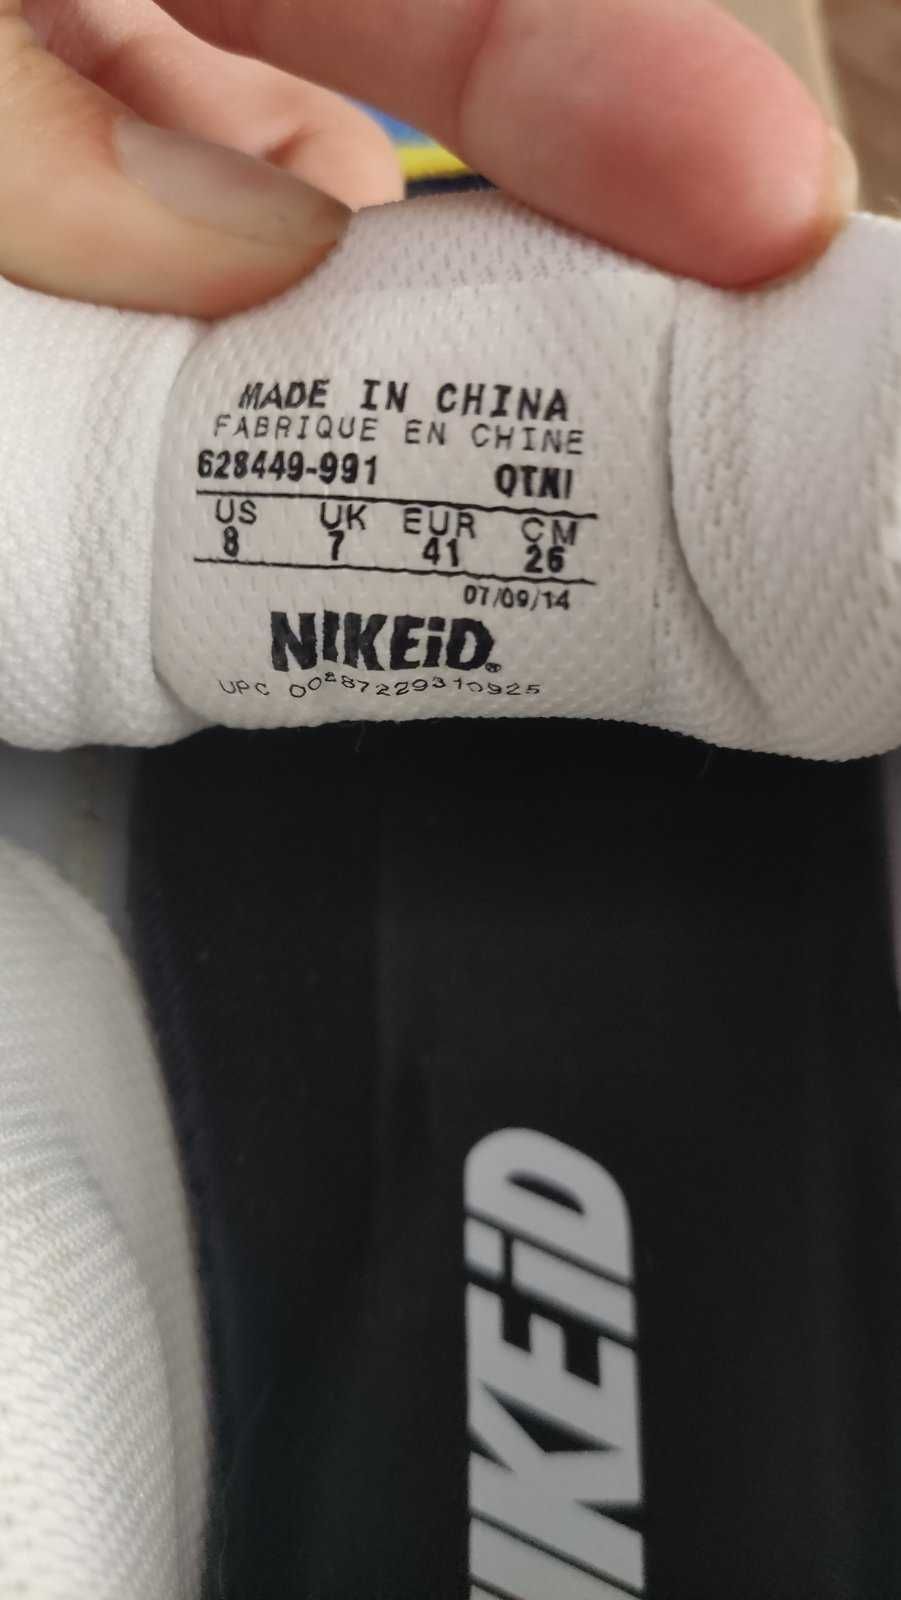 MADE IN CHINA
FABRIQUE EN CHINE
628449-991 QTNI
US UK EUR CM
8 7 41 26
07/09/14
NIKEiD®
UPC 00887229310925
NIKEiD